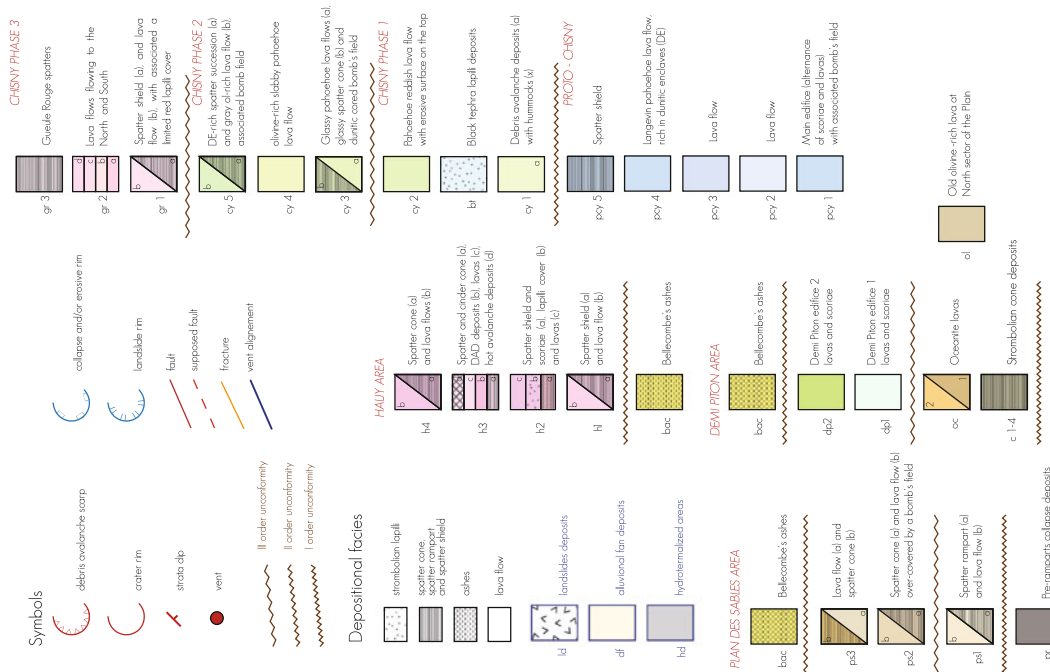 Symbols
debris avalanche scarp
crater rim
strata dip
vent
collapse and/or erosive rim
landslide rim
fault
supposed fault
fracture
vent alignement
III order unconformity
II order unconformity
I order unconformity
Depositional facies
strombolian lapilli
spatter cone,
spatter rampart
and spatter shield
ashes
lava flow
ld
landslides deposits
df
alluvional fan deposits
hd
hydrotermalized areas
CHISNY PHASE 3
gr 3
Gueule Rouge spatters
gr 2
d
c
b
a
Lava flows flowing to the
North and South
gr 1
b
a
Spatter shield (a), and lava
flow (b), with associated a
limited red lapilli cover
CHISNY PHASE 2
cy 5
b
a
DE-rich spatter succession (a)
and gray ol-rich lava flow (b),
associated bomb field
cy 4
olivine-rich slabby pahoehoe
lava flow
cy 3
b
a
Glassy pahoehoe lava flows (a),
glassy spatter cone (b) and
dunitic cored bomb's field
CHISNY PHASE 1
cy 2
Pahoehoe reddish lava flow
with erosive surface on the top
bt
Black tephra lapilli deposits
cy 1
a
Debris avalanche deposits (a)
with hummocks (x)
PROTO - CHISNY
pcy 5
Spatter shield
pcy 4
Langevin pahoehoe lava flow,
rich in dunitic enclaves (DE)
pcy 3
Lava flow
pcy 2
Lava flow
pcy 1
Main edifice (alternance
of scoriae and lavas)
with associated bomb's field
ol
Old olivine -rich lava at
North sector of the Plain
HAUY AREA
h4
b
a
Spatter cone (a)
and lava flows (b)
h3
d
c
b
a
Spatter and cinder cone (a),
DAD deposits (b), lavas (c),
hot avalanche deposits (d)
h2
c
b
a
Spatter shield and
scoriae (a), lapilli cover (b)
and lavas (c)
h1
b
a
Spatter shield (a)
and lava flow (b)
bac
Bellecombe's ashes
DEMI PITON AREA
bac
Bellecombe's ashes
dp2
Demi Piton edifice 2
lavas and scoriae
dp1
Demi Piton edifice 1
lavas and scoriae
oc
2
1
Oceanite lavas
c 1-4
Strombolian cone deposits
PLAN DES SABLES AREA
bac
Bellecombe's ashes
ps3
b
a
Lava flow (a) and
spatter cone (b)
ps2
b
a
Spatter cone (a) and lava flow (b)
over-covered by a bomb's field
ps1
b
a
Spatter rampart (a)
and lava flow (b)
pr
Pre-ramparts collapse deposits